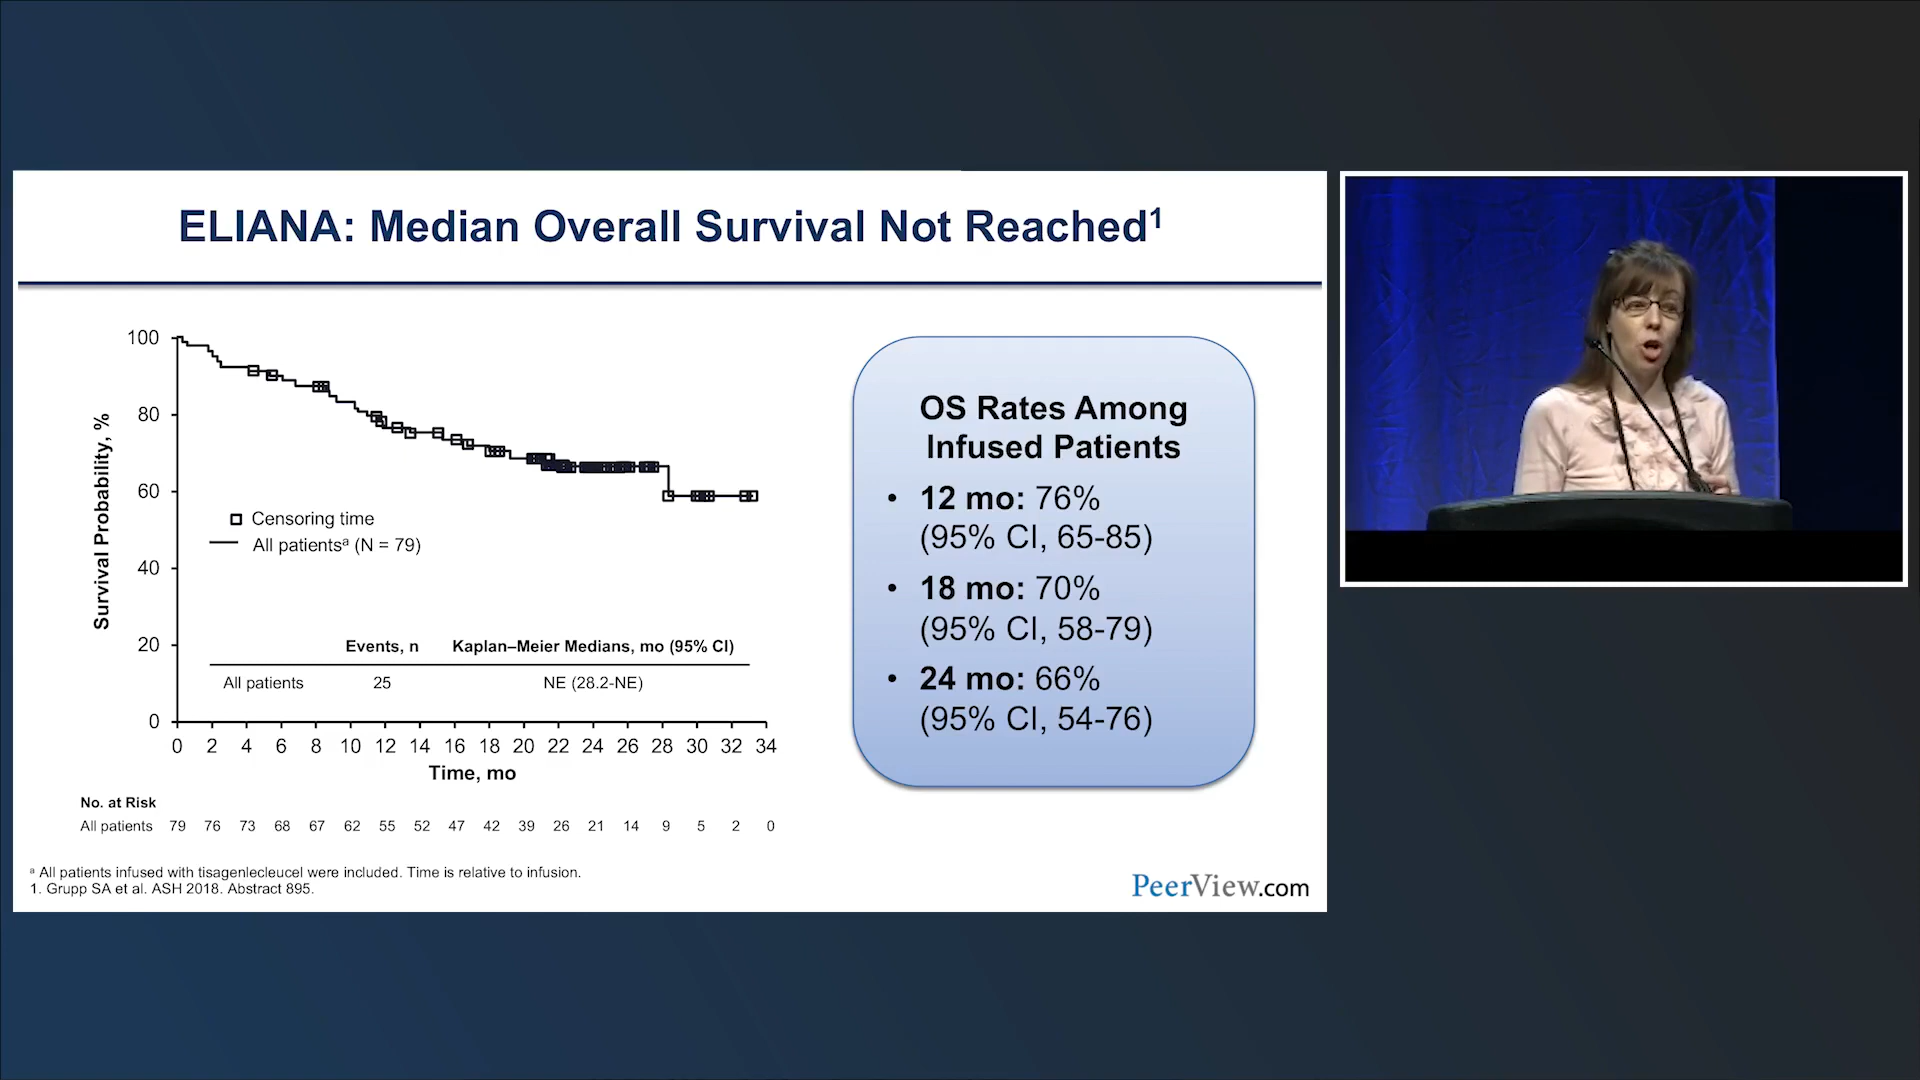 ELIANA: Median Overall Survival Not Reached¹
100
80
60
40
20
0
Survival Probability, %
Censoring time
All patientsª (N = 79)
Events, n Kaplan–Meier Medians, mo (95% CI)
All patients 25 NE (28.2-NE)
0 2 4 6 8 10 12 14 16 18 20 22 24 26 28 30 32 34
Time, mo
No. at Risk
All patients 79 76 73 68 67 62 55 52 47 42 39 26 21 14 9 5 2 0
OS Rates Among
Infused Patients
• 12 mo: 76%
(95% CI, 65-85)
• 18 mo: 70%
(95% CI, 58-79)
• 24 mo: 66%
(95% CI, 54-76)
ª All patients infused with tisagenlecleucel were included. Time is relative to infusion.
1. Grupp SA et al. ASH 2018. Abstract 895.
PeerView.com